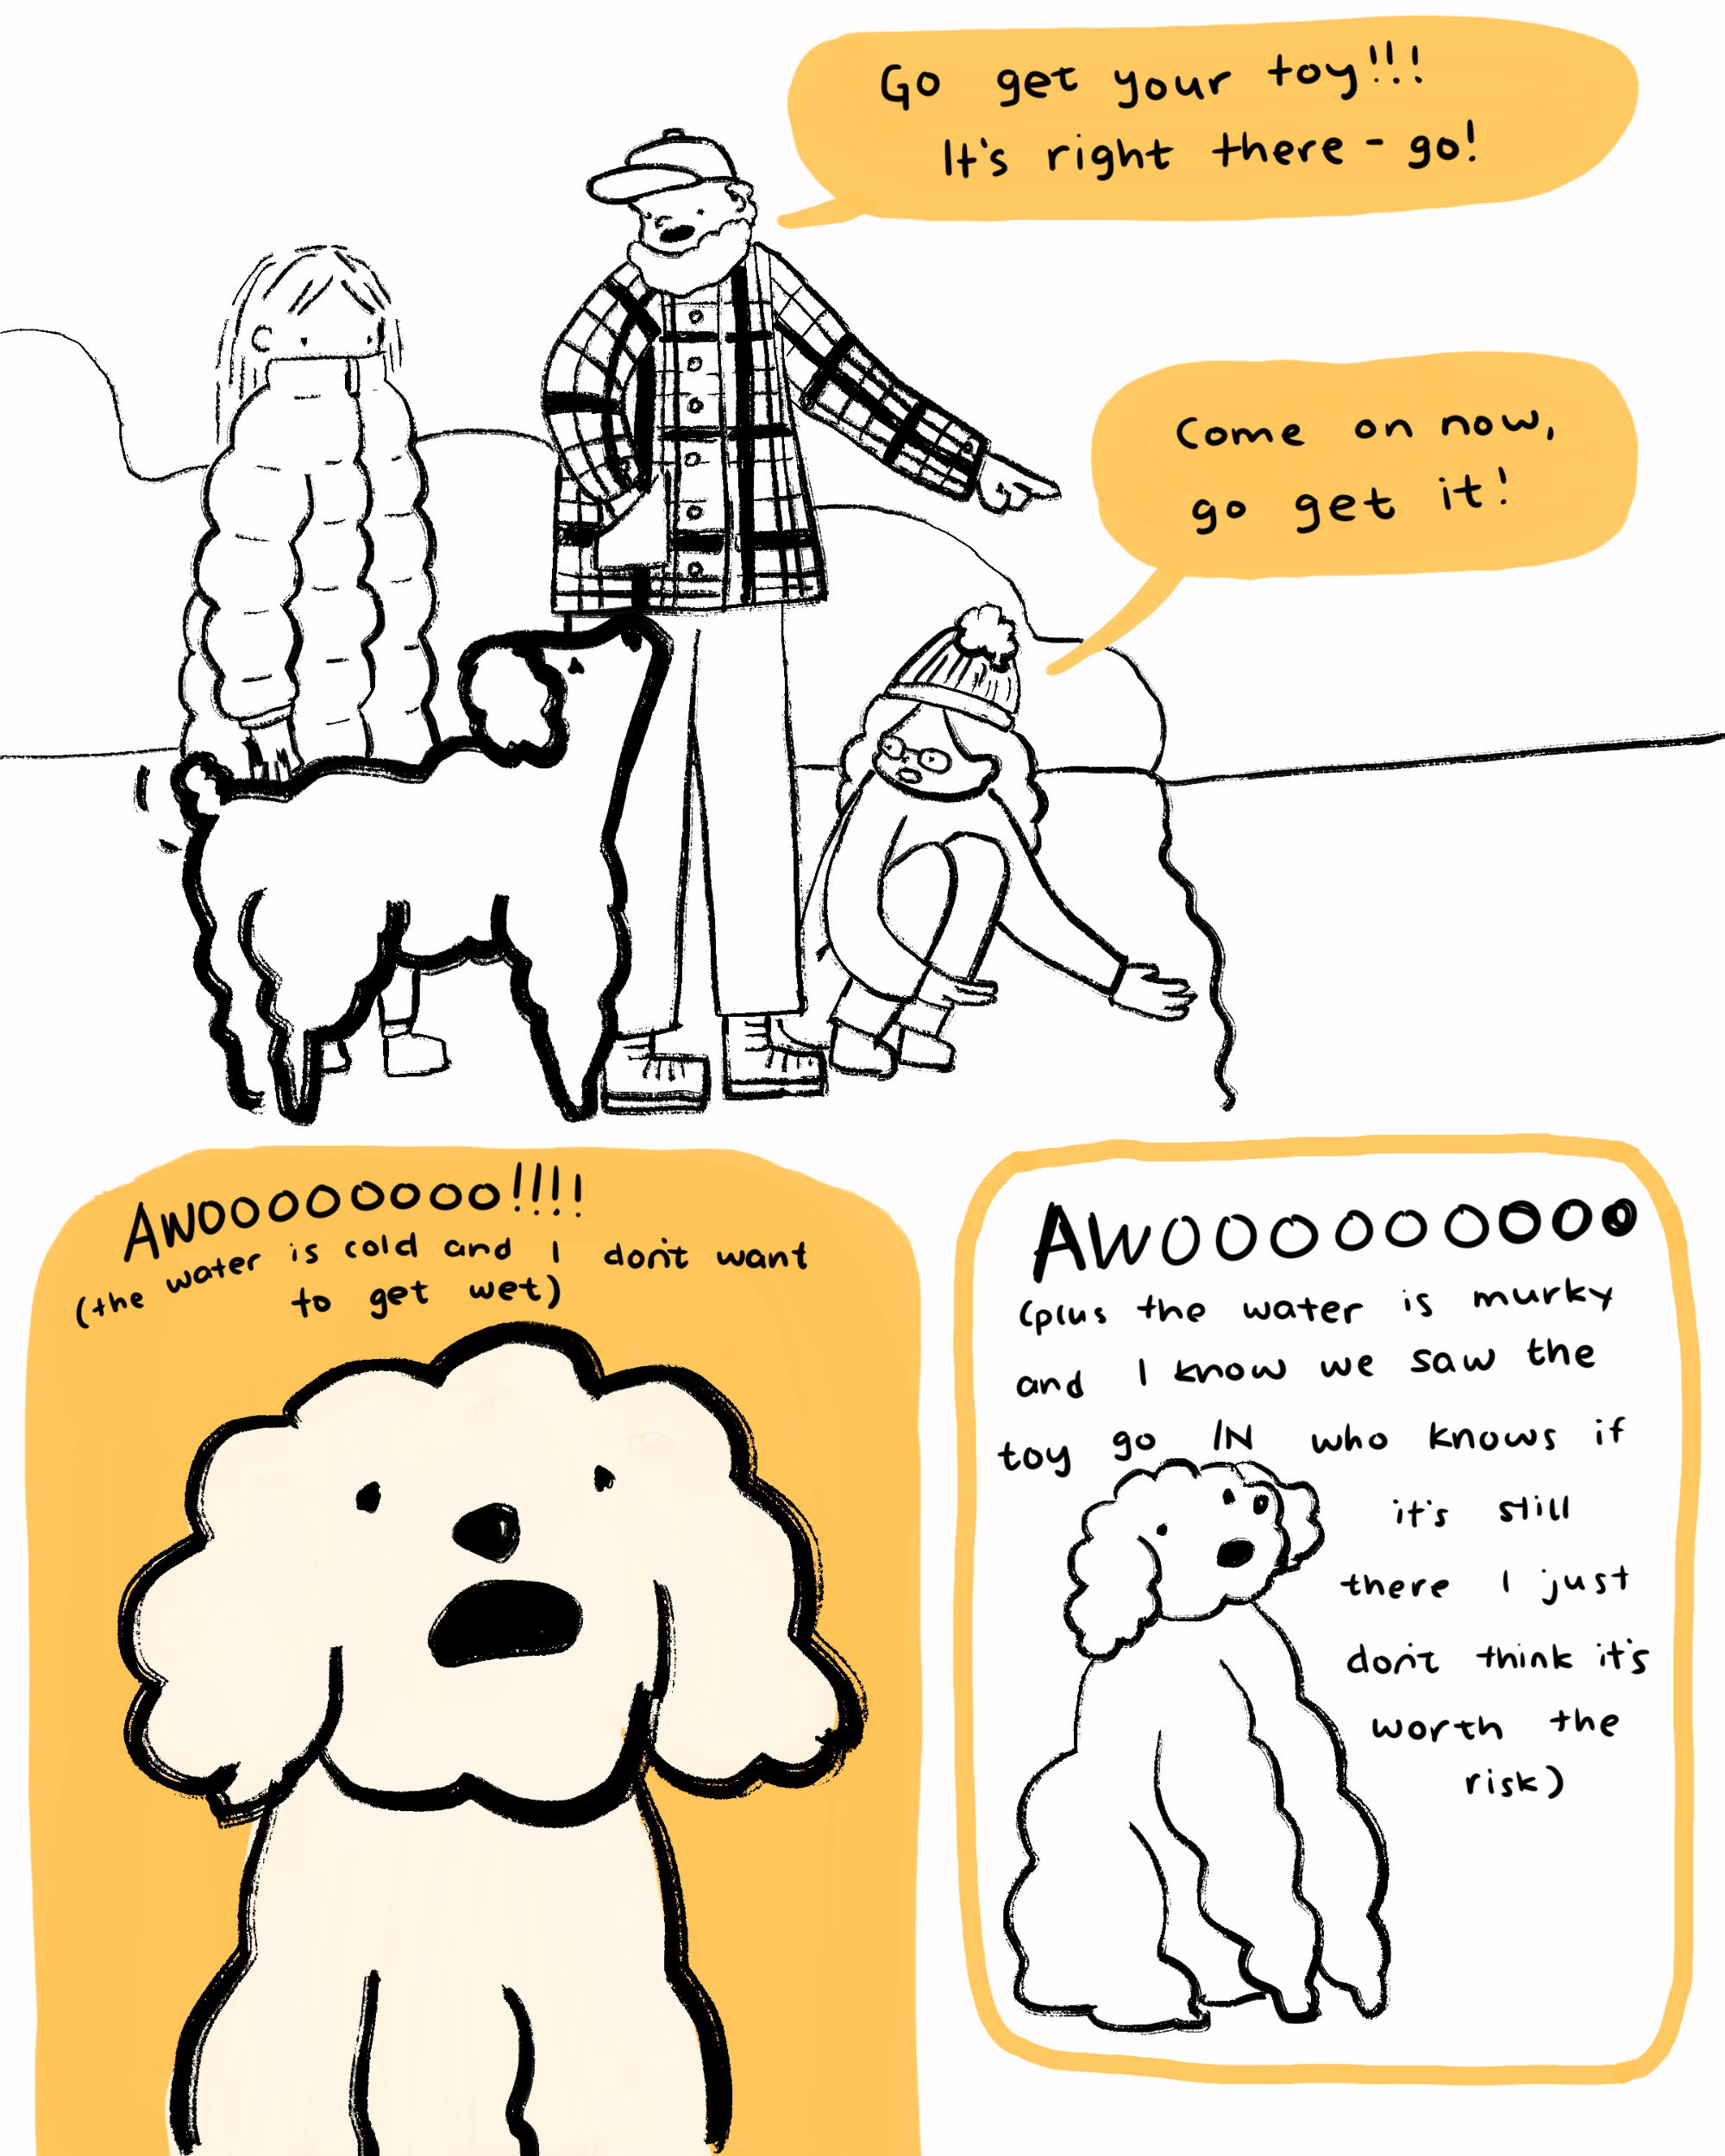 Go get your toy!!!
It's right there - go!
Come on now,
go get it!
AWOOOOOOOO!!!!
(the water is cold and I don't want
to get wet)
AWOOOOOOOOO
(plus the water is murky
and I know we saw the
toy go IN who knows if
it's still
there I just
don't think it's
worth the
risk)